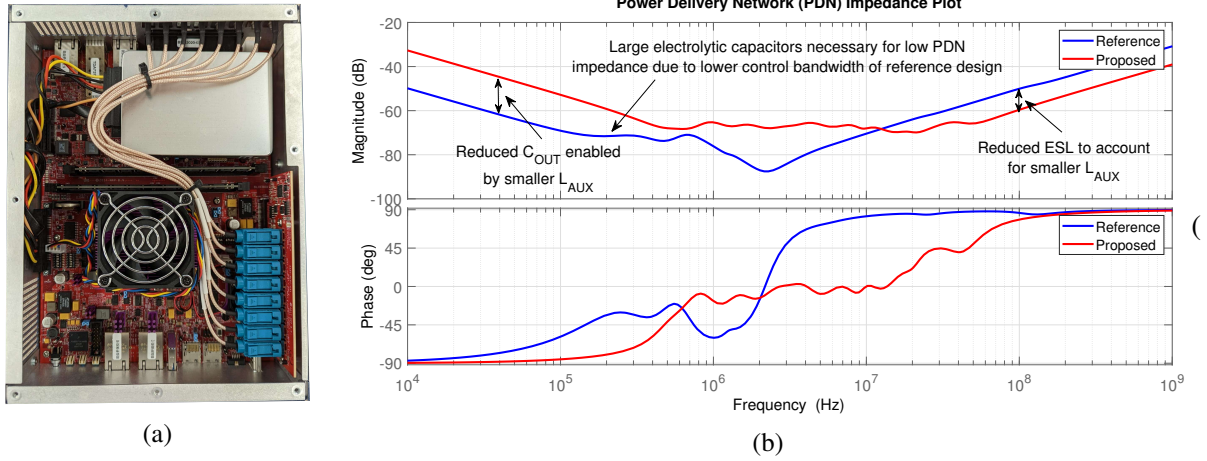 Power Delivery Network (PDN) Impedance Plot
-20
-40
-60
-80
-100
Magnitude (dB)
Large electrolytic capacitors necessary for low PDN
impedance due to lower control bandwidth of reference design
Reference
Proposed
Reduced C_OUT enabled
by smaller L_AUX
Reduced ESL to account
for smaller L_AUX
90
45
0
-45
-90
Phase (deg)
Reference
Proposed
10^4 10^5 10^6 10^7 10^8 10^9
Frequency (Hz)
(
(a)
(b)